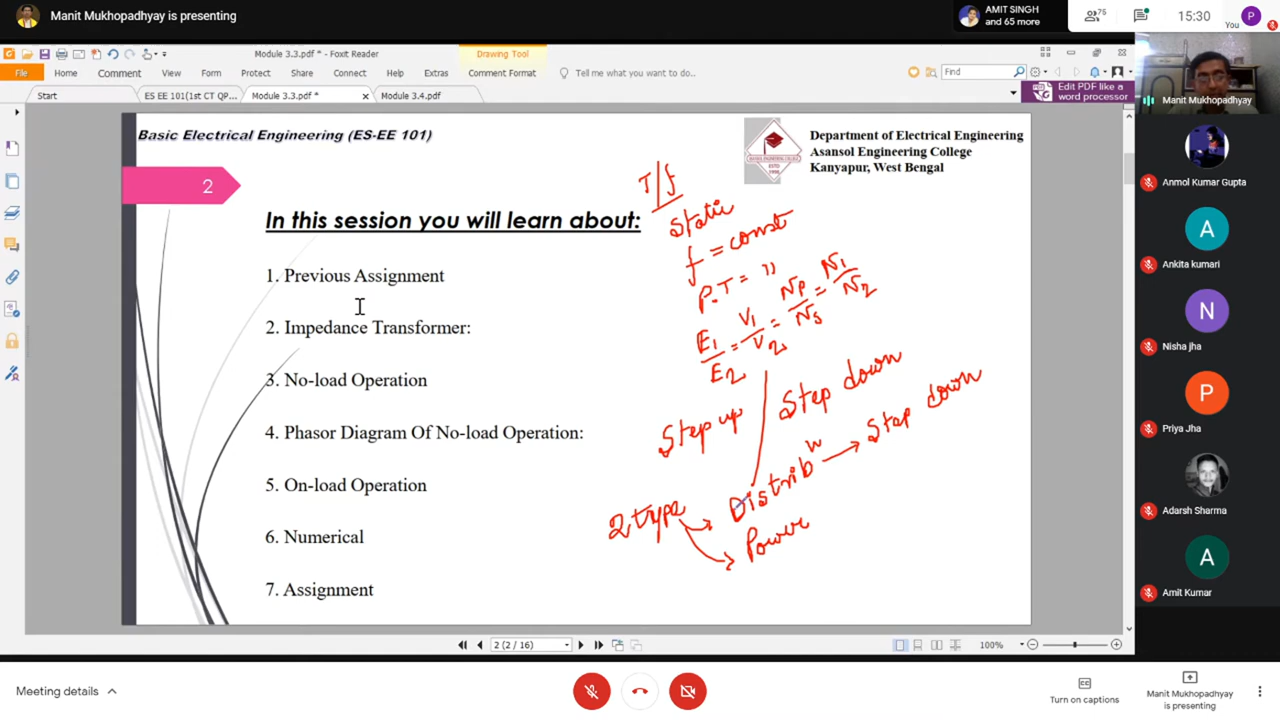 Manit Mukhopadhyay is presenting
AMIT SINGH
and 65 more
75
15:30
P
You
Module 3.3.pdf * - Foxit Reader
Drawing Tool
File
Home
Comment
View
Form
Protect
Share
Connect
Help
Extras
Comment Format
Tell me what you want to do...
Find
Start
ES EE 101(1st CT QP...
Module 3.3.pdf *
Module 3.4.pdf
Edit PDF like a
word processor
Basic Electrical Engineering (ES-EE 101)
Department of Electrical Engineering
Asansol Engineering College
Kanyapur, West Bengal
2
In this session you will learn about:
1. Previous Assignment
2. Impedance Transformer:
3. No-load Operation
4. Phasor Diagram Of No-load Operation:
5. On-load Operation
6. Numerical
7. Assignment
T/f
Static
f = const
P.T = "
E1/E2 = V1/V2 = NP/NS = N1/N2
Step up
Step down
2 type
Distribn → Step down
Power
2 (2 / 16)
100%
Manit Mukhopadhyay
Anmol Kumar Gupta
A
Ankita kumari
N
Nisha jha
P
Priya Jha
Adarsh Sharma
A
Amit Kumar
Meeting details
Turn on captions
Manit Mukhopadhyay
is presenting